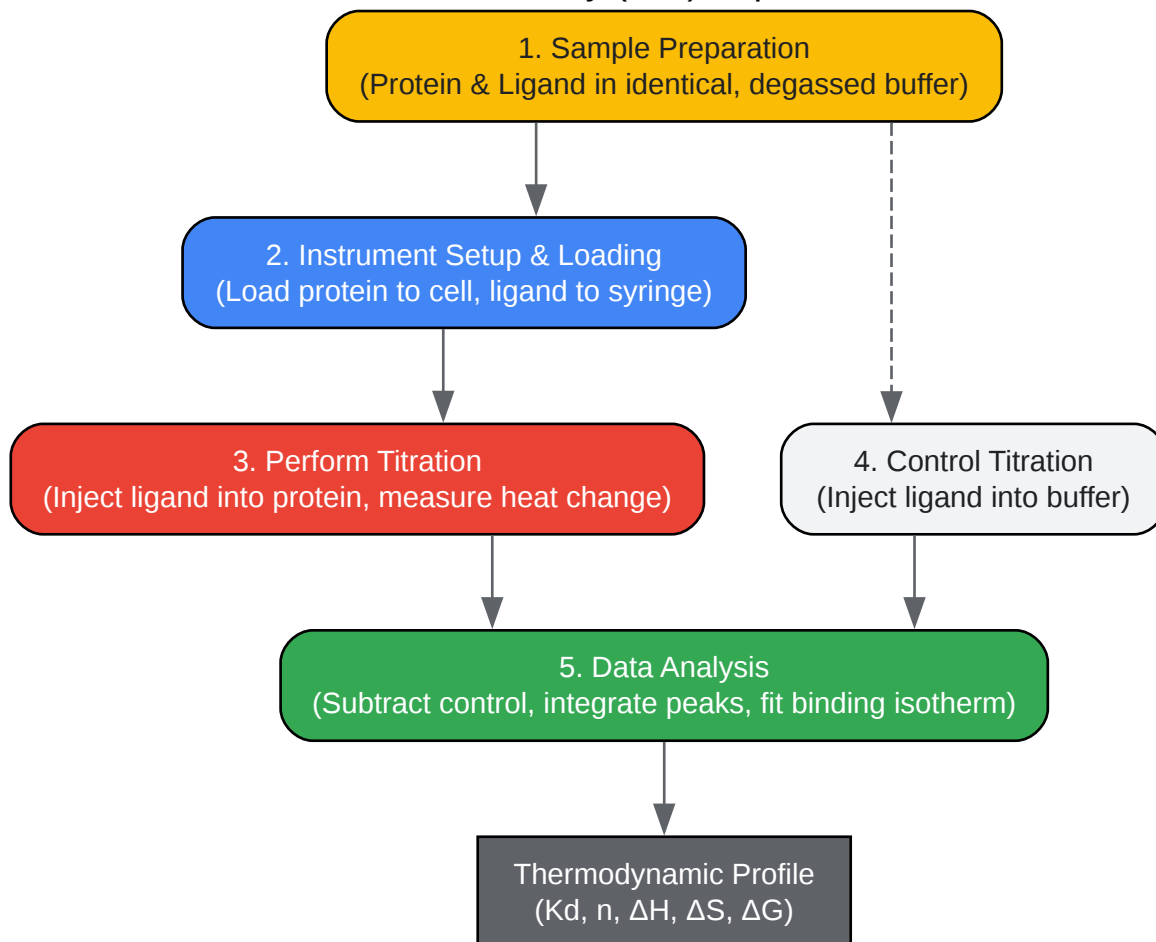 1. Sample Preparation
(Protein & Ligand in identical, degassed buffer)
2. Instrument Setup & Loading
(Load protein to cell, ligand to syringe)
3. Perform Titration
(Inject ligand into protein, measure heat change)
4. Control Titration
(Inject ligand into buffer)
5. Data Analysis
(Subtract control, integrate peaks, fit binding isotherm)
Thermodynamic Profile
(Kd, n, ΔH, ΔS, ΔG)